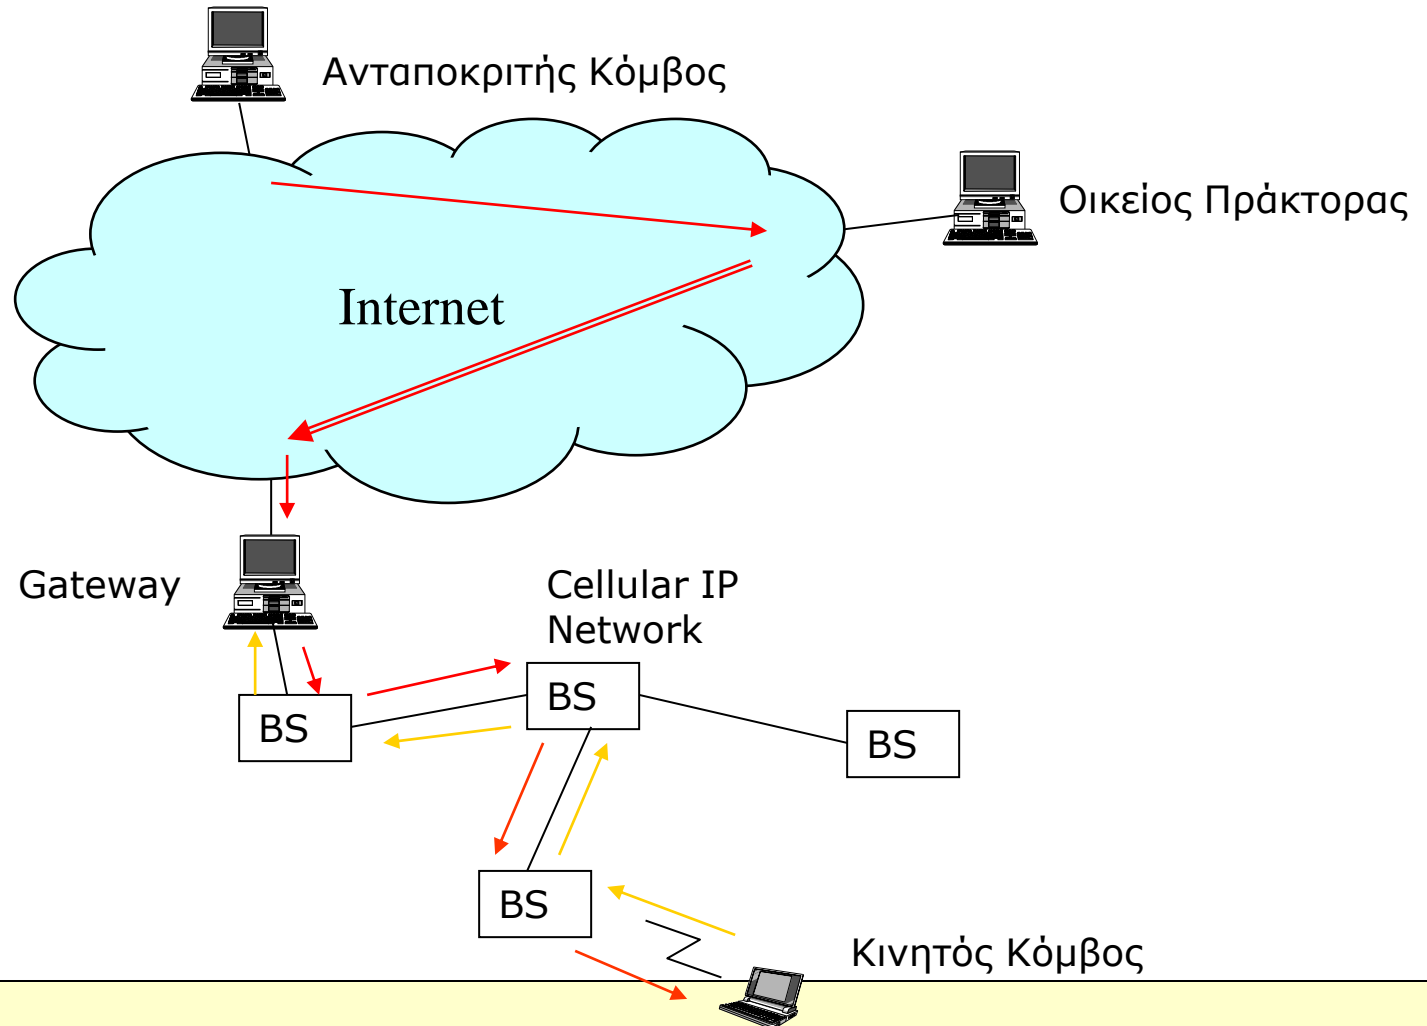 Ανταποκριτής Κόμβος
Οικείος Πράκτορας
Internet
Gateway
Cellular IP
Network
BS
BS
BS
BS
Κινητός Κόμβος